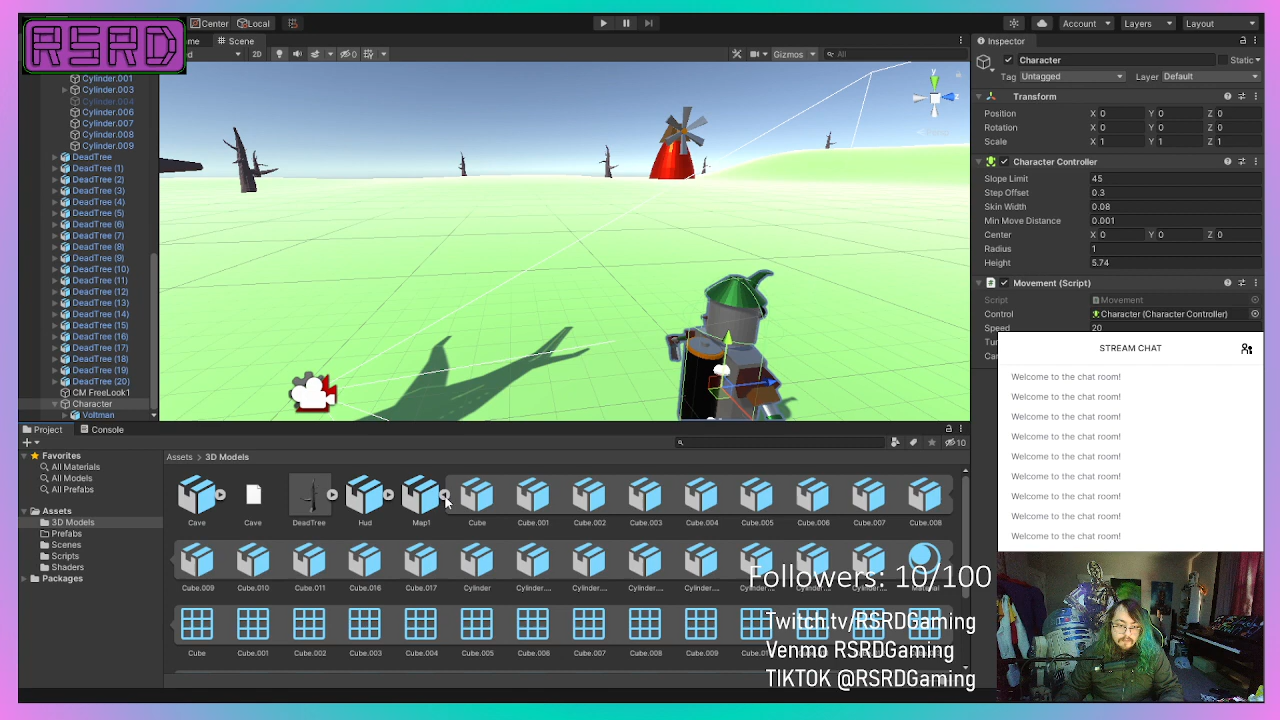 RSRD
Center
Local
Account
Layers
Layout
Scene
2D
0
Gizmos
All
Cylinder.001
Cylinder.003
Cylinder.004
Cylinder.006
Cylinder.007
Cylinder.008
Cylinder.009
DeadTree
DeadTree (1)
DeadTree (2)
DeadTree (3)
DeadTree (4)
DeadTree (5)
DeadTree (6)
DeadTree (7)
DeadTree (8)
DeadTree (9)
DeadTree (10)
DeadTree (11)
DeadTree (12)
DeadTree (13)
DeadTree (14)
DeadTree (15)
DeadTree (16)
DeadTree (17)
DeadTree (18)
DeadTree (19)
DeadTree (20)
CM FreeLook1
Character
Voltman
y
z
Inspector
Character
Static
Tag Untagged Layer Default
Transform
Position X 0 Y 0 Z 0
Rotation X 0 Y 0 Z 0
Scale X 1 Y 1 Z 1
Character Controller
Slope Limit 45
Step Offset 0.3
Skin Width 0.08
Min Move Distance 0.001
Center X 0 Y 0 Z 0
Radius 1
Height 5.74
Movement (Script)
Script Movement
Control Character (Character Controller)
Speed 20
STREAM CHAT
Welcome to the chat room!
Welcome to the chat room!
Welcome to the chat room!
Welcome to the chat room!
Welcome to the chat room!
Welcome to the chat room!
Welcome to the chat room!
Welcome to the chat room!
Welcome to the chat room!
Project
Console
10
Favorites
All Materials
All Models
All Prefabs
Assets
3D Models
Prefabs
Scenes
Scripts
Shaders
Packages
Assets > 3D Models
Cave Cave DeadTree Hud Map1 Cube Cube.001 Cube.002 Cube.003 Cube.004 Cube.005 Cube.006 Cube.007 Cube.008
Cube.009 Cube.010 Cube.011 Cube.016 Cube.017 Cylinder Cylinder.... Cylinder.... Cylinder.... Cylinder.... Cylinder.... Cylinder.... Cylinder.... Material
Cube Cube.001 Cube.002 Cube.003 Cube.004 Cube.005 Cube.006 Cube.007 Cube.008 Cube.009
Followers: 10/100
Twitch.tv/RSRDGaming
Venmo RSRDGaming
TIKTOK @RSRDGaming